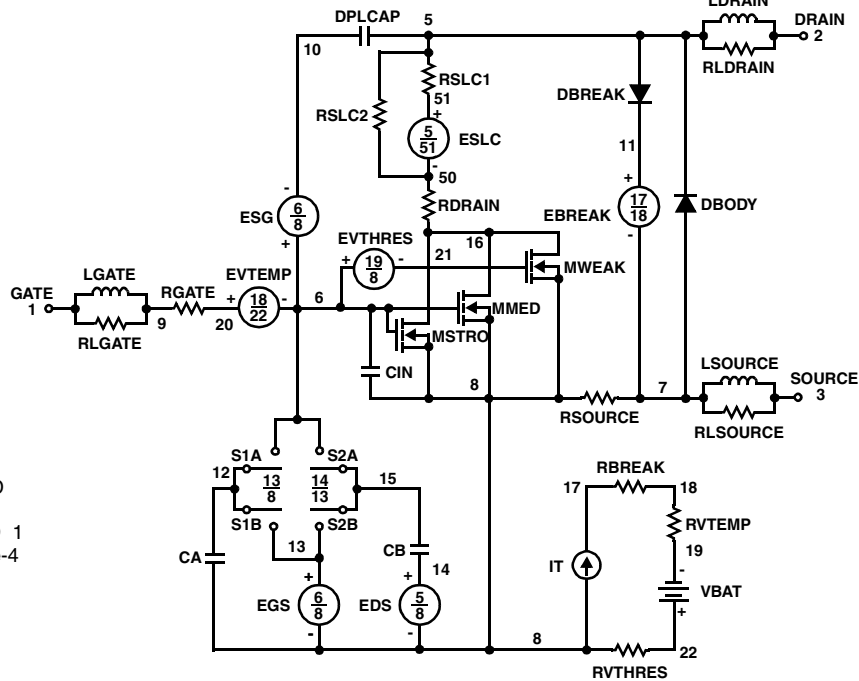 LDRAIN
DPLCAP 5 DRAIN
10 2
RLDRAIN
RSLC1
DBREAK
51
RSLC2
+
5
51
ESLC
11
-
50
- +
RDRAIN 17
18
EBREAK DBODY
6
8
ESG
EVTHRES 16
+ 21 -
+ 19
8
- MWEAK
LGATE EVTEMP
GATE RGATE + 18
22
- 6
1 MMED
9 20
RLGATE MSTRO
LSOURCE
CIN 8 7 SOURCE
3
RSOURCE
RLSOURCE
S1A S2A
12 13
8
14
13
15 RBREAK
17 18
S1B S2B RVTEMP
13 CB 19
CA
1
-4
14 IT -
+ + VBAT
EGS 6
8
EDS 5
8
+
- - 8
22
RVTHRES